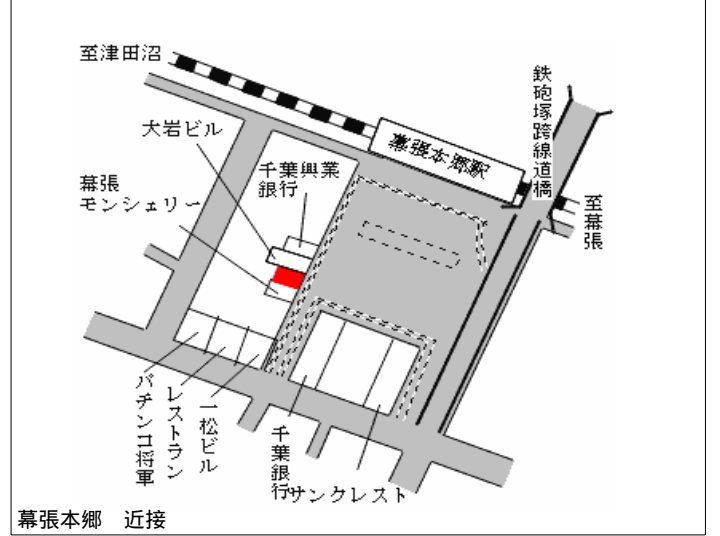 至津田沼
鉄砲塚跨線道橋
大岩ビル
幕張本郷駅
千葉興業
銀行
幕張
モンシェリー
至幕張
パチンコ将軍
レストラン
一松ビル
千葉銀行
サンクレスト
幕張本郷　近接